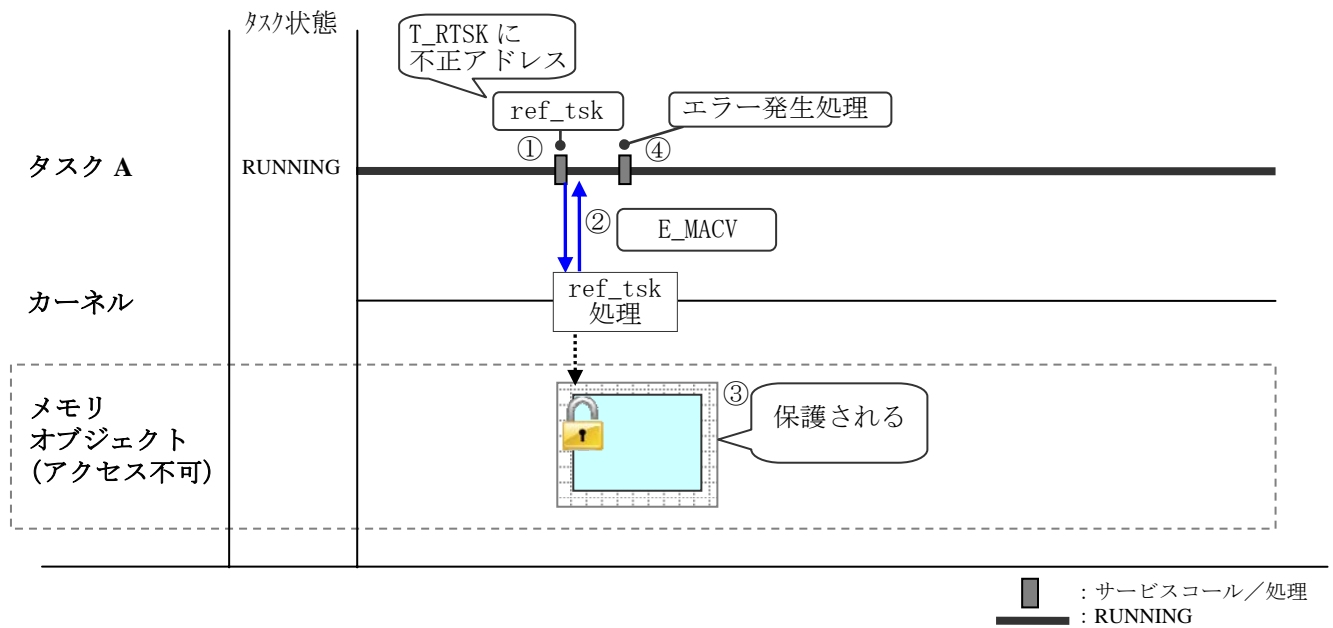 ﾀｽｸ状態
T_RTSK に
不正アドレス
ref_tsk
エラー発生処理
①
④
タスク A
RUNNING
②
E_MACV
カーネル
ref_tsk
処理
メモリ
オブジェクト
(アクセス不可)
③
保護される
：サービスコール／処理
：RUNNING